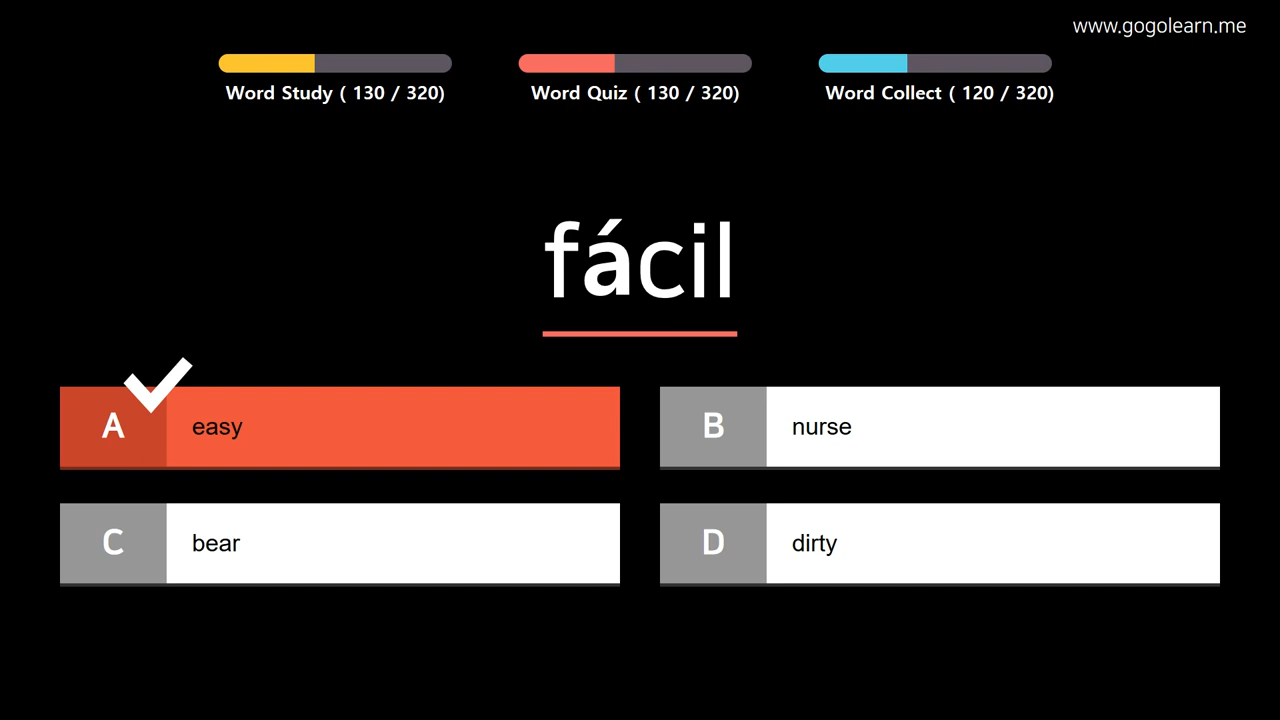 www.gogolearn.me
Word Study ( 130 / 320)
Word Quiz ( 130 / 320)
Word Collect ( 120 / 320)
fácil
A easy
B nurse
C bear
D dirty